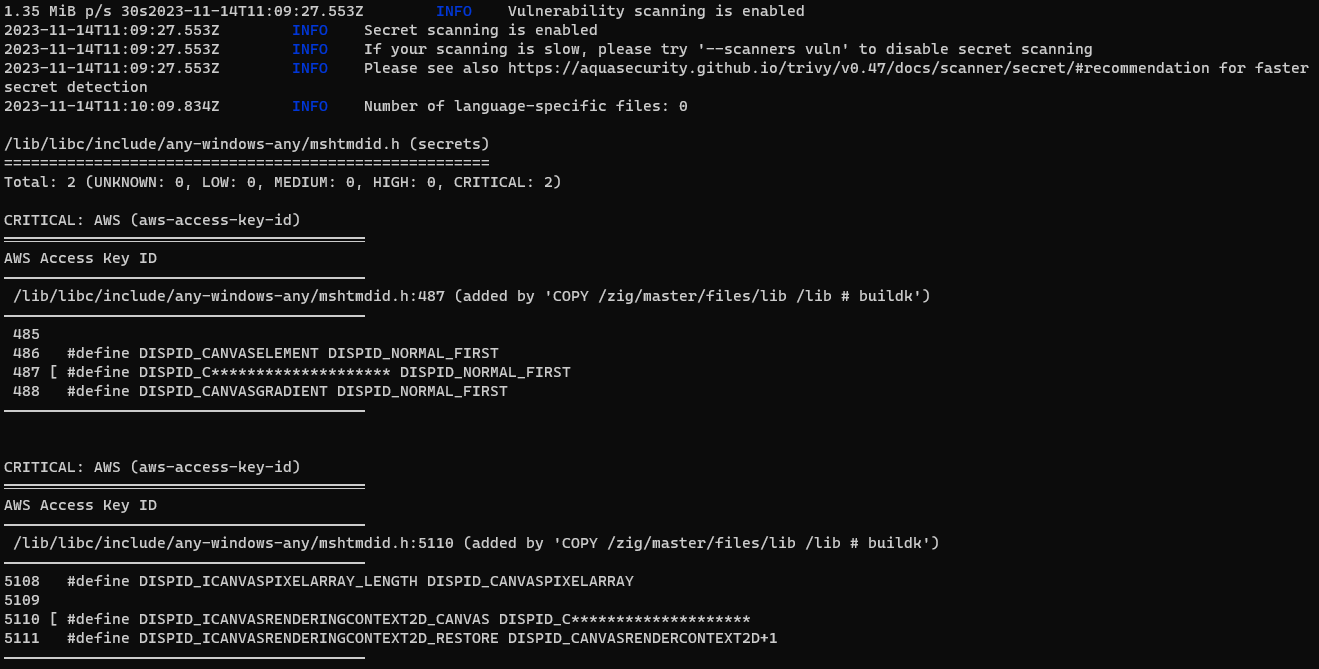 1.35 MiB p/s 30s2023-11-14T11:09:27.553Z        INFO    Vulnerability scanning is enabled
2023-11-14T11:09:27.553Z        INFO    Secret scanning is enabled
2023-11-14T11:09:27.553Z        INFO    If your scanning is slow, please try '--scanners vuln' to disable secret scanning
2023-11-14T11:09:27.553Z        INFO    Please see also https://aquasecurity.github.io/trivy/v0.47/docs/scanner/secret/#recommendation for faster
secret detection
2023-11-14T11:10:09.834Z        INFO    Number of language-specific files: 0

/lib/libc/include/any-windows-any/mshtmdid.h (secrets)
======================================================
Total: 2 (UNKNOWN: 0, LOW: 0, MEDIUM: 0, HIGH: 0, CRITICAL: 2)

CRITICAL: AWS (aws-access-key-id)
════════════════════════════════════════
AWS Access Key ID
────────────────────────────────────────
 /lib/libc/include/any-windows-any/mshtmdid.h:487 (added by 'COPY /zig/master/files/lib /lib # buildk')
────────────────────────────────────────
 485
 486   #define DISPID_CANVASELEMENT DISPID_NORMAL_FIRST
 487 [ #define DISPID_C******************** DISPID_NORMAL_FIRST
 488   #define DISPID_CANVASGRADIENT DISPID_NORMAL_FIRST
────────────────────────────────────────

CRITICAL: AWS (aws-access-key-id)
════════════════════════════════════════
AWS Access Key ID
────────────────────────────────────────
 /lib/libc/include/any-windows-any/mshtmdid.h:5110 (added by 'COPY /zig/master/files/lib /lib # buildk')
────────────────────────────────────────
5108   #define DISPID_ICANVASPIXELARRAY_LENGTH DISPID_CANVASPIXELARRAY
5109
5110 [ #define DISPID_ICANVASRENDERINGCONTEXT2D_CANVAS DISPID_C********************
5111   #define DISPID_ICANVASRENDERINGCONTEXT2D_RESTORE DISPID_CANVASRENDERCONTEXT2D+1
────────────────────────────────────────